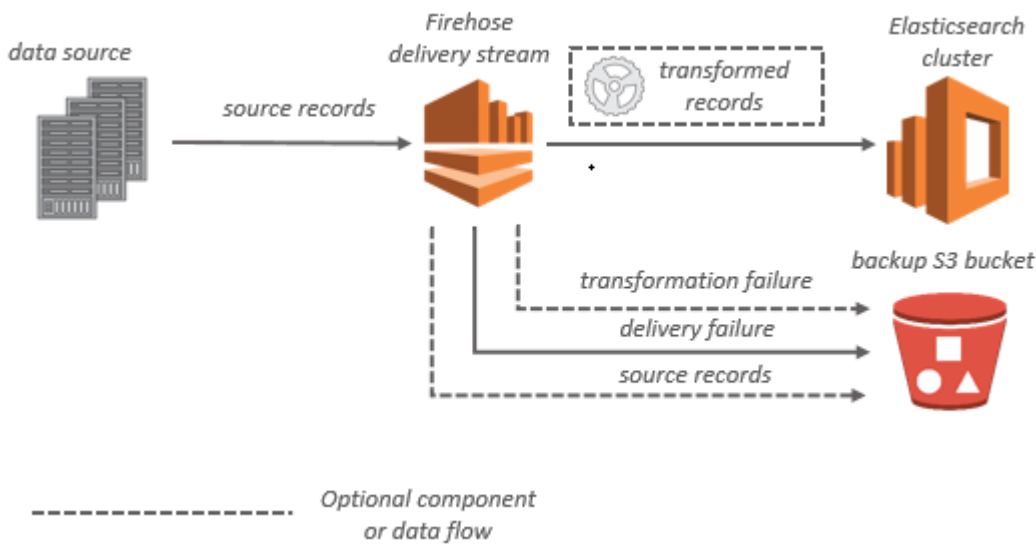 data source
source records
Firehose
delivery stream
transformed
records
Elasticsearch
cluster
backup S3 bucket
transformation failure
delivery failure
source records
Optional component
or data flow